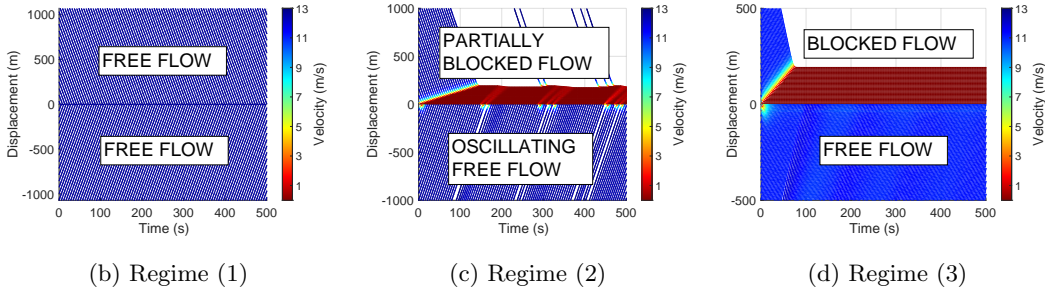 1000
500
0
-500
-1000
Displacement (m)
FREE FLOW
FREE FLOW
0 100 200 300 400 500
Time (s)
13
11
9
7
5
3
1
Velocity (m/s)
(b) Regime (1)
1000
500
0
-500
-1000
Displacement (m)
PARTIALLY
BLOCKED FLOW
OSCILLATING
FREE FLOW
0 100 200 300 400 500
Time (s)
13
11
9
7
5
3
1
Velocity (m/s)
(c) Regime (2)
500
0
-500
Displacement (m)
BLOCKED FLOW
FREE FLOW
0 100 200 300 400 500
Time (s)
13
11
9
7
5
3
1
Velocity (m/s)
(d) Regime (3)